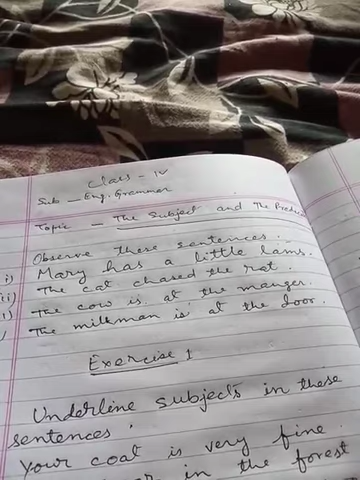 Class - IV
Sub - Eng. Grammar
Topic - The Subject and The
Observe these sentences.
i) Mary has a little lamb.
ii) The cat chased the rat.
The cow is at the manger.
The milkman is at the door.
Exercise 1
Underline subjects in these
sentences.
Your coat is very fine.
in the forest